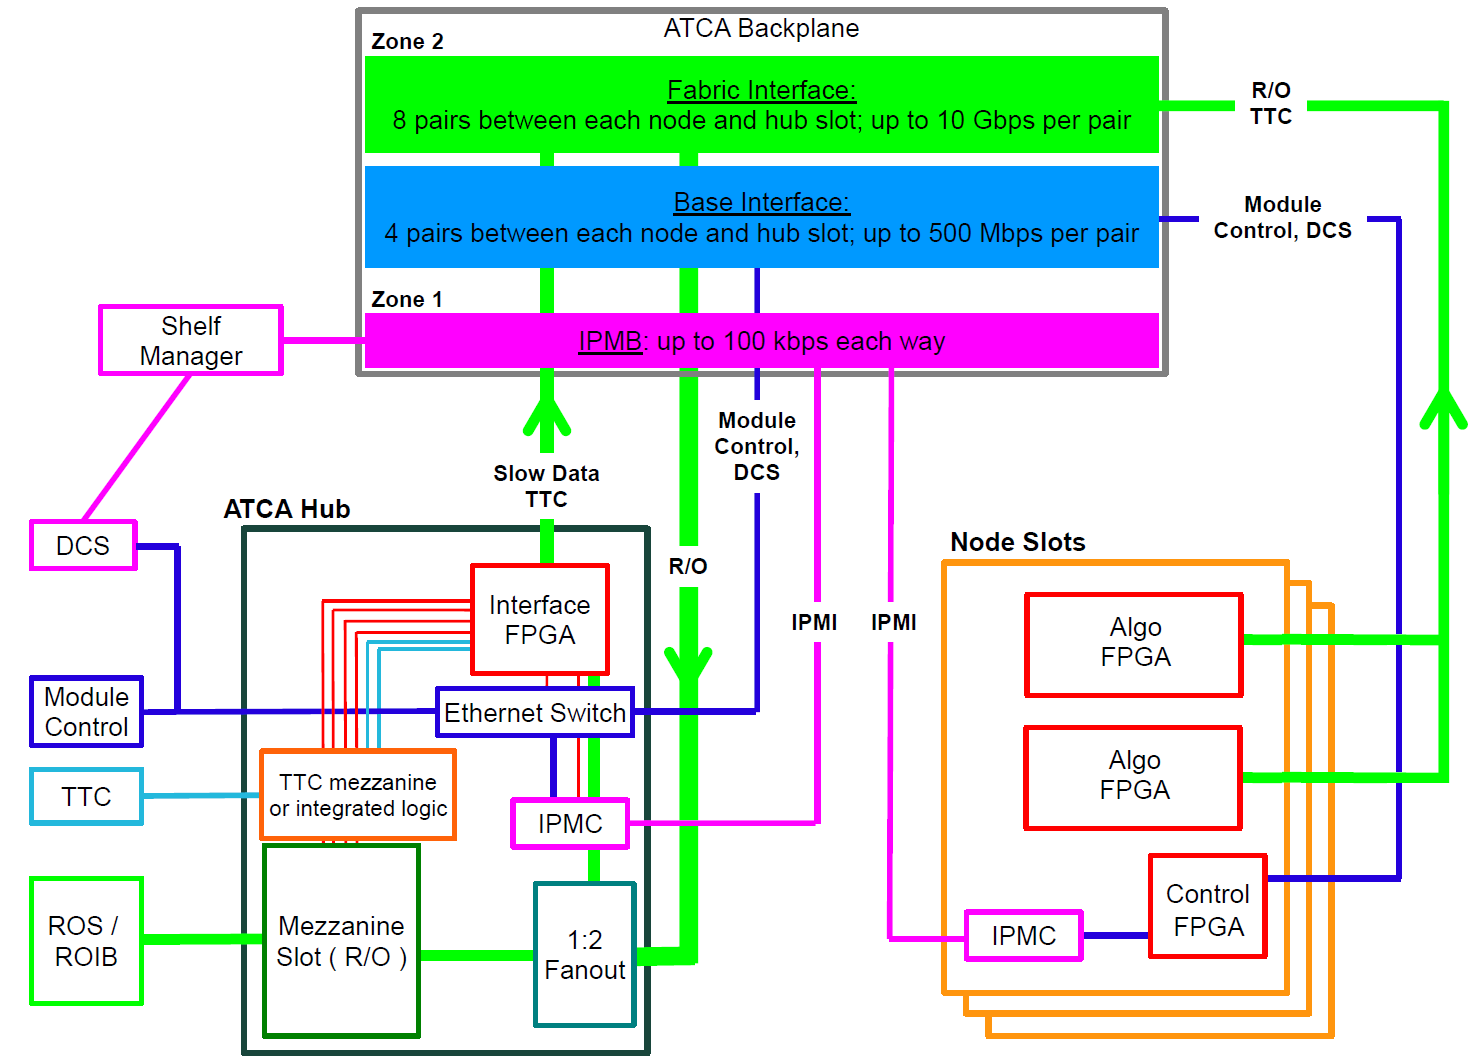 ATCA Backplane
Zone 2
Fabric Interface:
8 pairs between each node and hub slot; up to 10 Gbps per pair
R/O
TTC
Base Interface:
4 pairs between each node and hub slot; up to 500 Mbps per pair
Module
Control, DCS
Zone 1
IPMB: up to 100 kbps each way
Shelf
Manager
Module
Control,
DCS
Slow Data
TTC
ATCA Hub
DCS
R/O
IPMI
IPMI
Node Slots
Interface
FPGA
Algo
FPGA
Module
Control
Ethernet Switch
TTC
TTC mezzanine
or integrated logic
IPMC
Algo
FPGA
ROS /
ROIB
Mezzanine
Slot ( R/O )
1:2
Fanout
IPMC
Control
FPGA